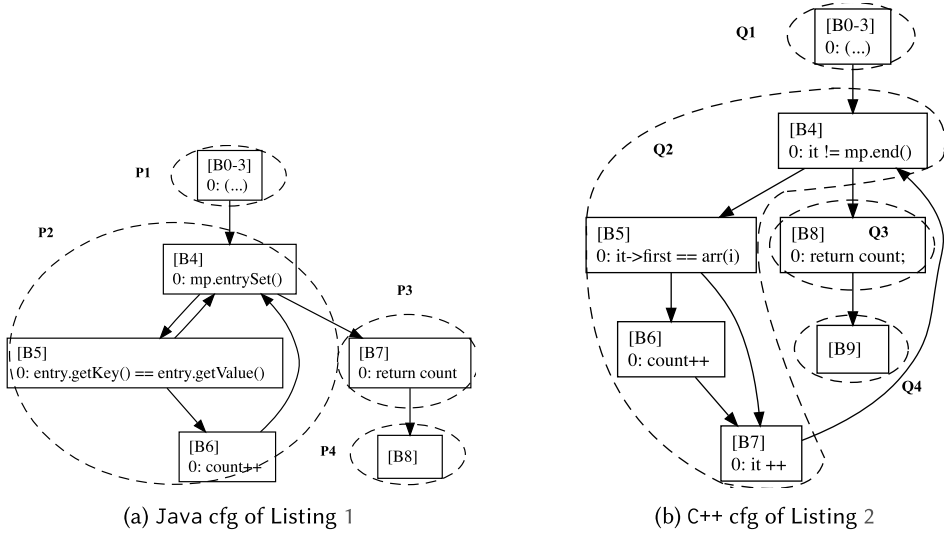 P1
[B0-3]
0: (...)
P2
[B4]
0: mp.entrySet()
P3
[B5]
0: entry.getKey() == entry.getValue()
[B7]
0: return count
[B6]
0: count++
P4
[B8]
(a) Java cfg of Listing 1
Q1
[B0-3]
0: (...)
Q2
[B4]
0: it != mp.end()
[B5]
0: it->first == arr(i)
[B8]
Q3
0: return count;
[B6]
0: count++
[B9]
Q4
[B7]
0: it ++
(b) C++ cfg of Listing 2